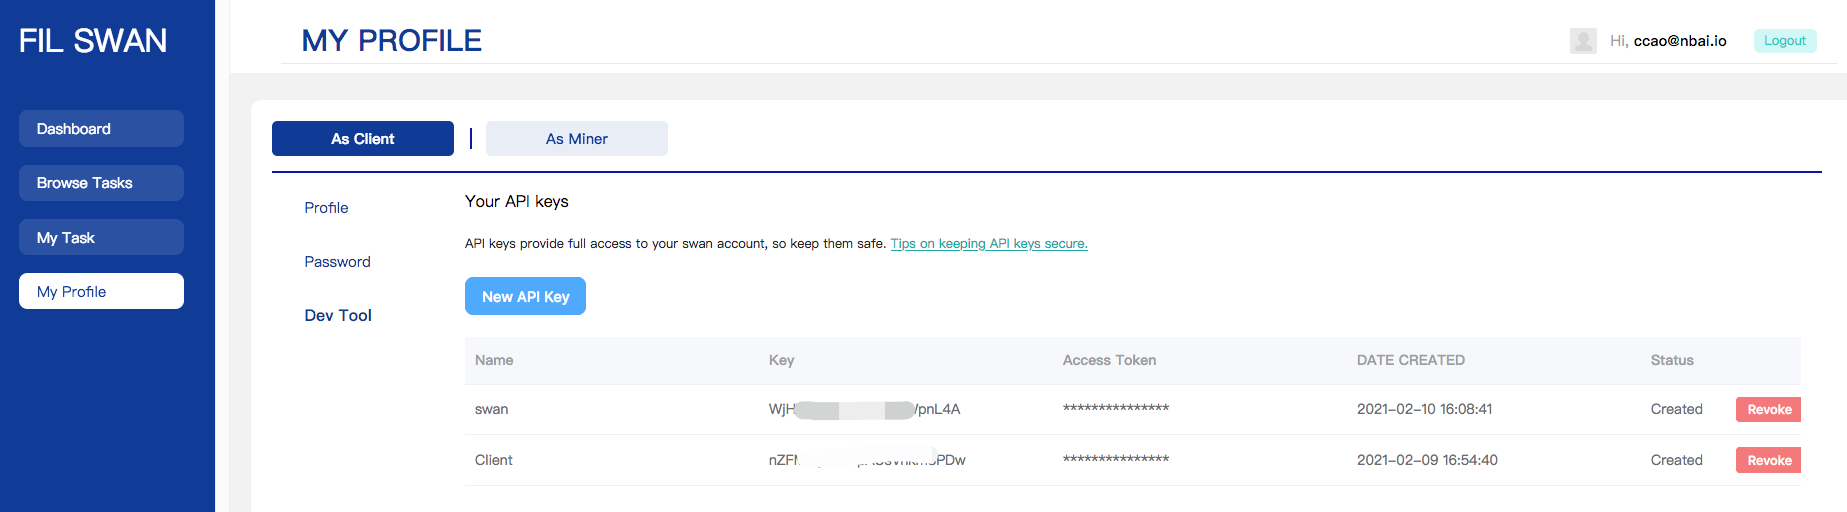 FIL SWAN
MY PROFILE
Hi, ccao@nbai.io
Logout
Dashboard
Browse Tasks
My Task
My Profile
As Client
As Miner
Profile
Password
Dev Tool
Your API keys
API keys provide full access to your swan account, so keep them safe. Tips on keeping API keys secure.
New API Key
Name Key Access Token DATE CREATED Status
swan WjH pnL4A *************** 2021-02-10 16:08:41 Created Revoke
Client nZF PDw *************** 2021-02-09 16:54:40 Created Revoke